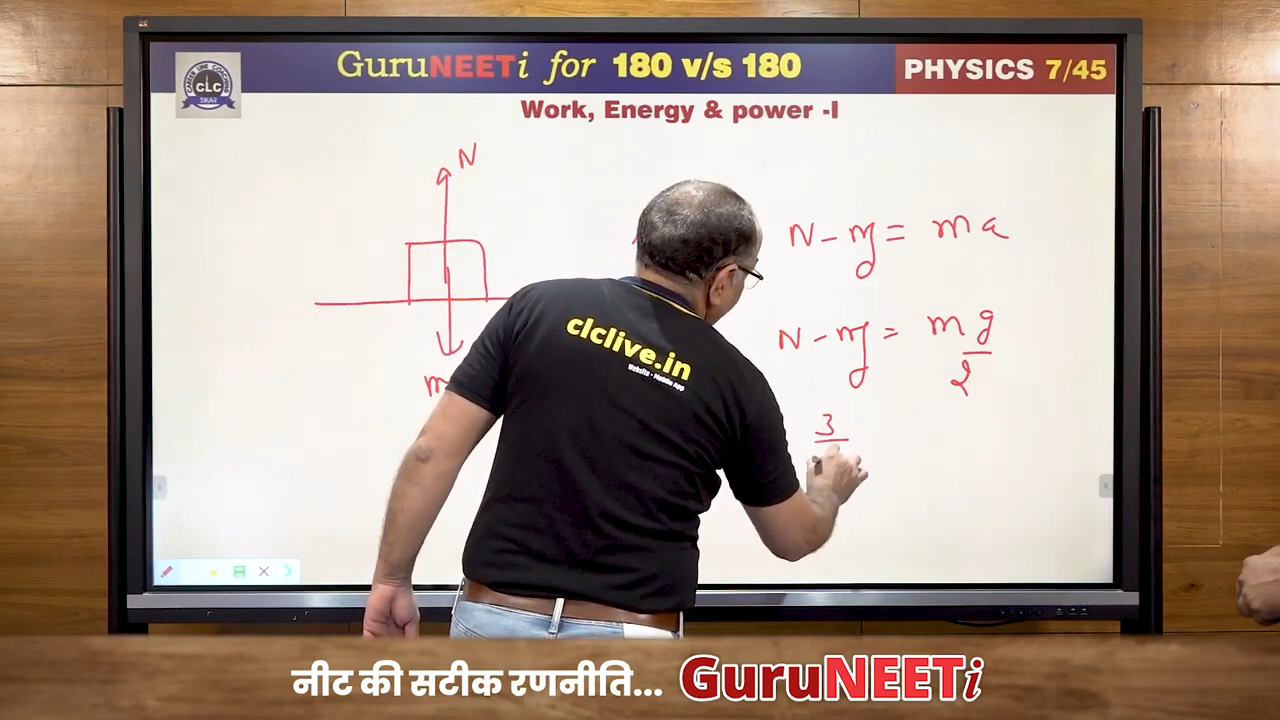 GuruNEETi for 180 v/s 180
PHYSICS 7/45
CAREER LINE COACHING
CLC
SIKAR
Work, Energy & power -I
N
N - mg = ma
N - mg = mg/2
m
3
clclive.in
Website • Mobile App
नीट की सटीक रणनीति... GuruNEETi